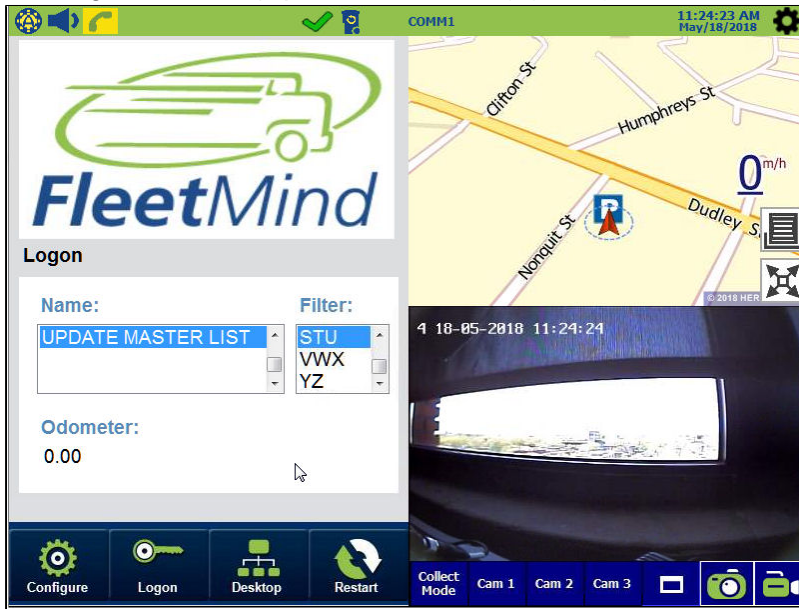 COMM1
11:24:23 AM
May/18/2018
FleetMind
Logon
Name:
Filter:
UPDATE MASTER LIST
STU
VWX
YZ
Odometer:
0.00
Configure
Logon
Desktop
Restart
Clifton St
Humphreys St
0 m/h
Dudley S
Nonquit St
P
© 2018 HER
4 18-05-2018 11:24:24
Collect
Mode
Cam 1
Cam 2
Cam 3